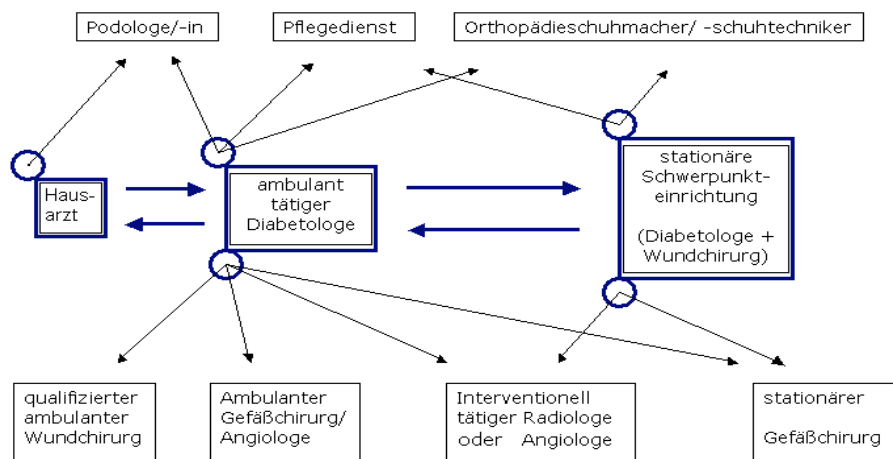 Podologe/-in
Pflegedienst
Orthopädieschuhmacher/ -schuhtechniker
Haus-
arzt
ambulant
tätiger
Diabetologe
stationäre
Schwerpunkt-
einrichtung
(Diabetologe +
Wundchirurg)
qualifizierter
ambulanter
Wundchirurg
Ambulanter
Gefäßchirurg/
Angiologe
Interventionell
tätiger Radiologe
oder Angiologe
stationärer
Gefäßchirurg